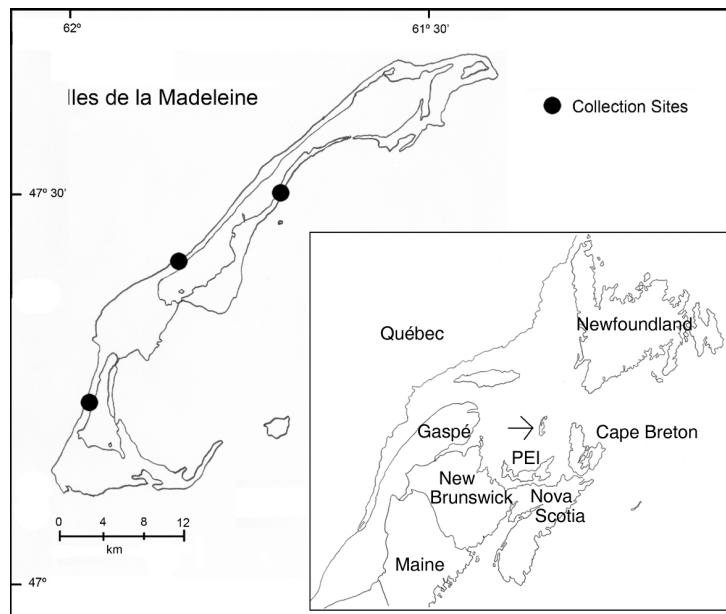 62º
61º 30'
Iles de la Madeleine
Collection Sites
47º 30'
Québec
Newfoundland
Gaspé
Cape Breton
PEI
New
Brunswick
Nova
Scotia
Maine
0 4 8 12
km
47º